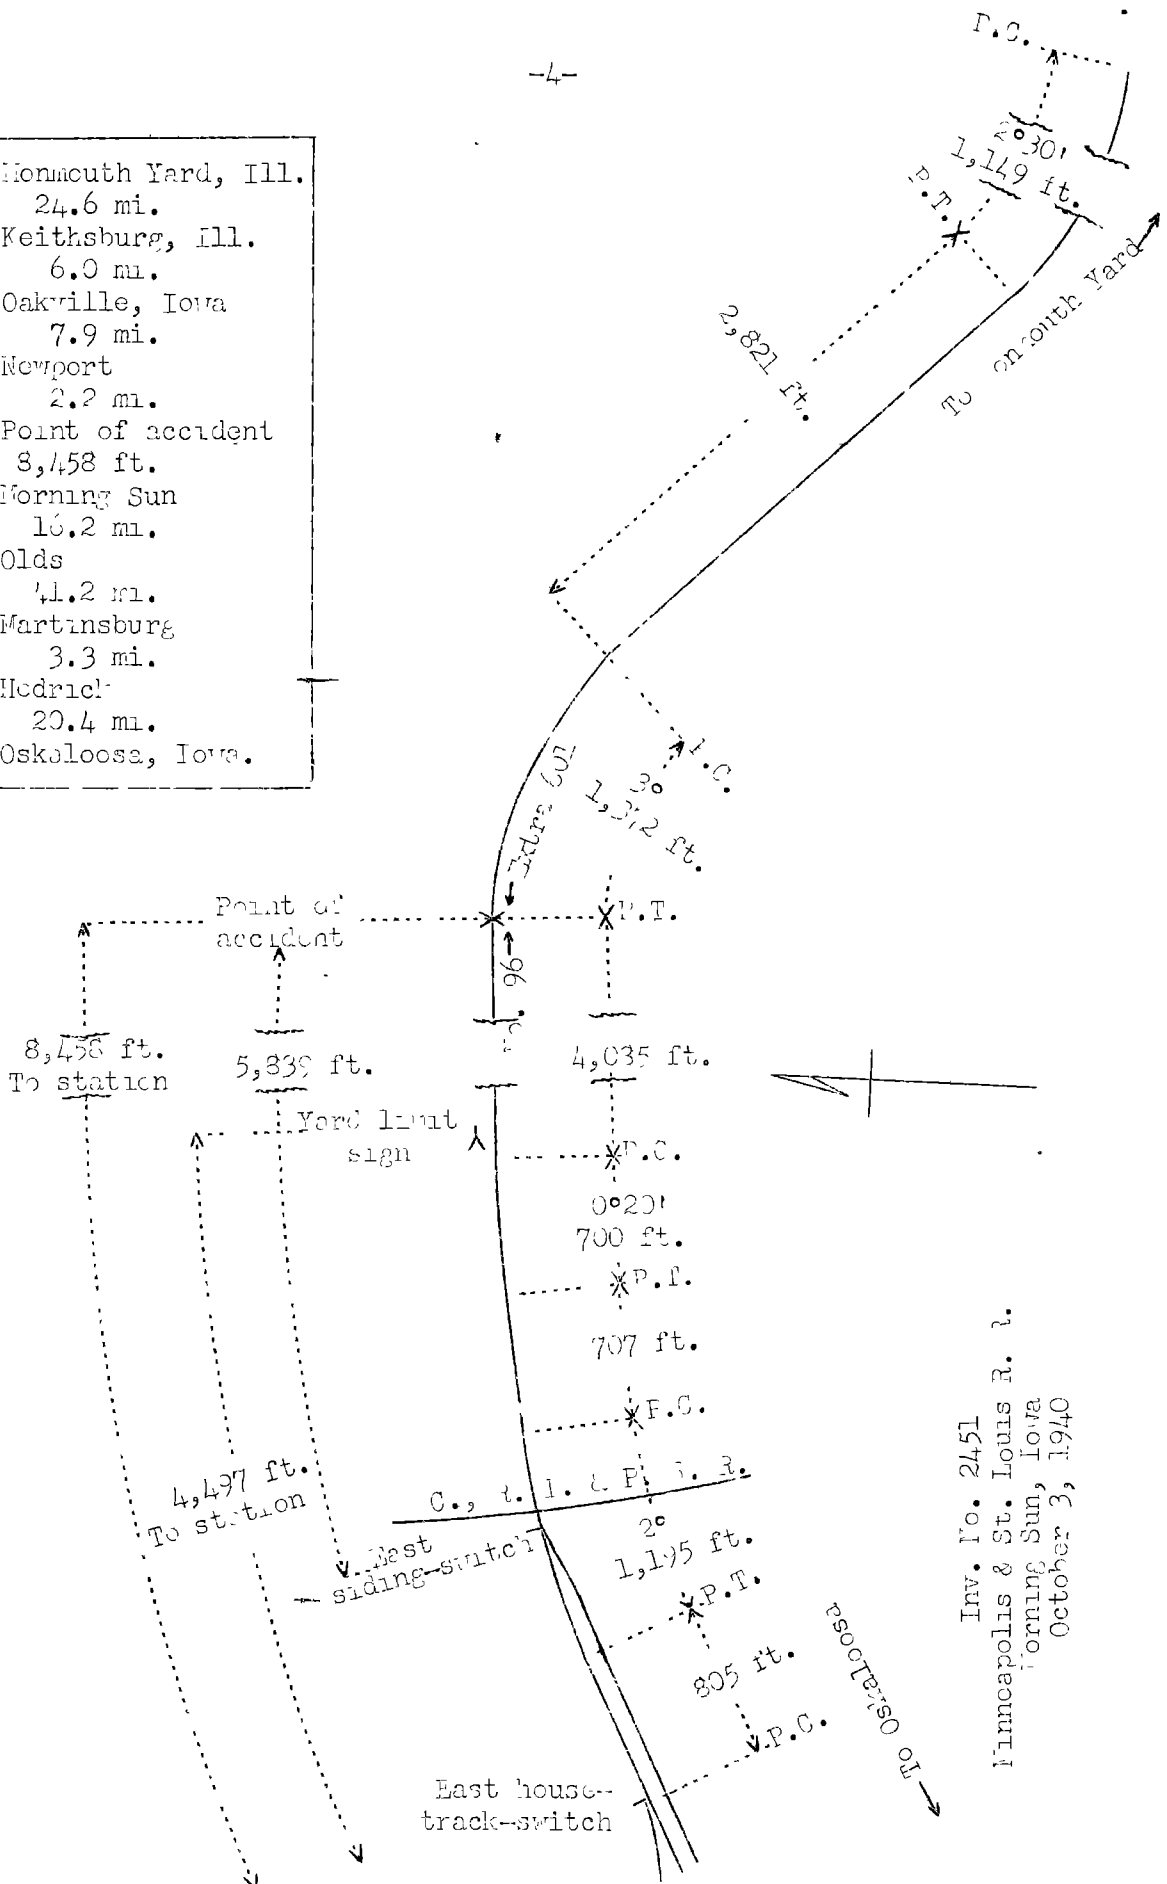 -4-
Monmouth Yard, Ill.
24.6 mi.
Keithsburg, Ill.
6.0 mi.
Oakville, Iowa
7.9 mi.
Newport
2.2 mi.
Point of accident
8,458 ft.
Morning Sun
16.2 mi.
Olds
41.2 mi.
Martinsburg
3.3 mi.
Hedrick
20.4 mi.
Oskaloosa, Iowa.
P.C.
2°30'
1,149 ft.
P.T.
2,821 ft.
To Monmouth Yard
P.C.
3°
1,372 ft.
Extra 601
Point of
accident
P.T.
No. 96
8,458 ft.
To station
5,839 ft.
4,035 ft.
Yard limit
sign
P.C.
0°20'
700 ft.
P.T.
707 ft.
P.C.
4,497 ft.
To station
C., R. I. & P. R. R.
East
siding-switch
2°
1,195 ft.
P.T.
805 ft.
P.C.
East house-
track-switch
To Oskaloosa
Inv. No. 2451
Minneapolis & St. Louis R. R.
Morning Sun, Iowa
October 3, 1940